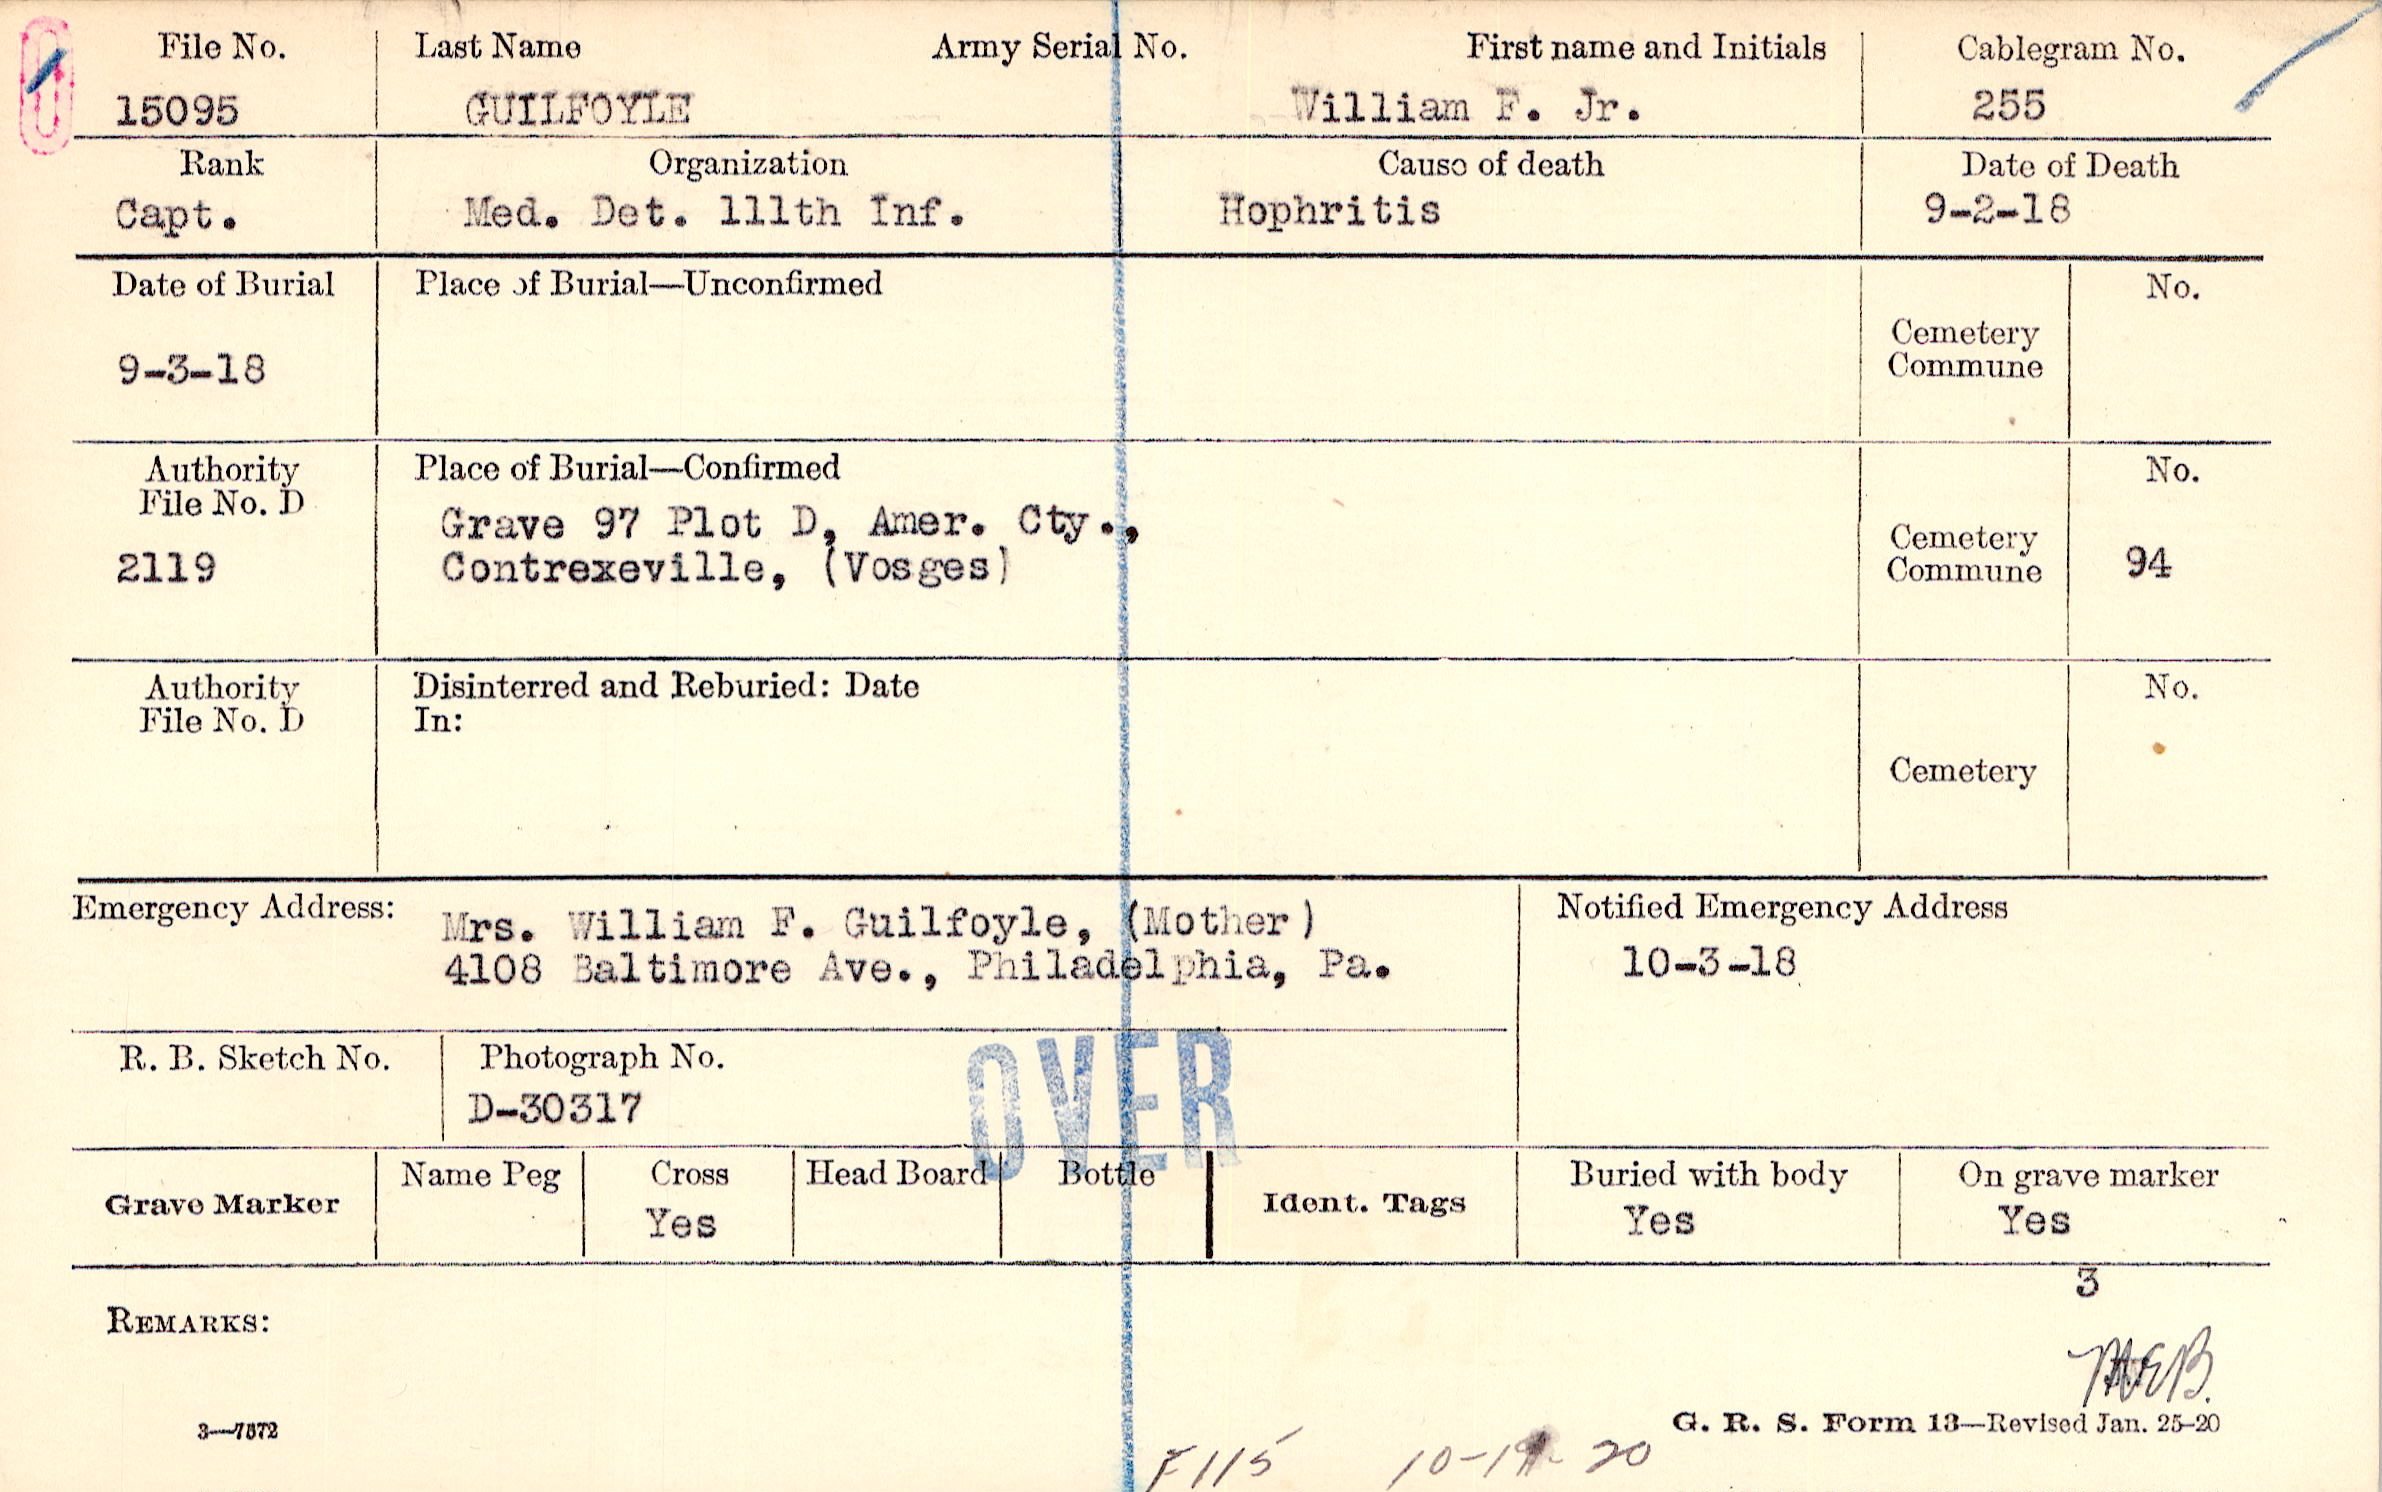 File No.
Last Name
Army Serial No.
First name and Initials
Cablegram No.
15095
GUILFOYLE
William F. Jr.
255
Rank
Organization
Cause of death
Date of Death
Capt.
Med. Det. 111th Inf.
Hophritis
9-2-18
Date of Burial
Place of Burial—Unconfirmed
No.
9-3-18
Cemetery
Commune
Authority
File No. D
Place of Burial—Confirmed
No.
2119
Grave 97 Plot D, Amer. Cty.,
Contrexeville, (Vosges)
Cemetery
Commune
94
Authority
File No. D
Disinterred and Reburied: Date
In:
No.
Cemetery
Emergency Address:
Mrs. William F. Guilfoyle, (Mother)
4108 Baltimore Ave., Philadelphia, Pa.
Notified Emergency Address
10-3-18
R. B. Sketch No.
Photograph No.
D-30317
OVER
Grave Marker
Name Peg
Cross
Yes
Head Board
Bottle
Ident. Tags
Buried with body
Yes
On grave marker
Yes
3
REMARKS:
3—7572
G. R. S. Form 13—Revised Jan. 25-20
F115